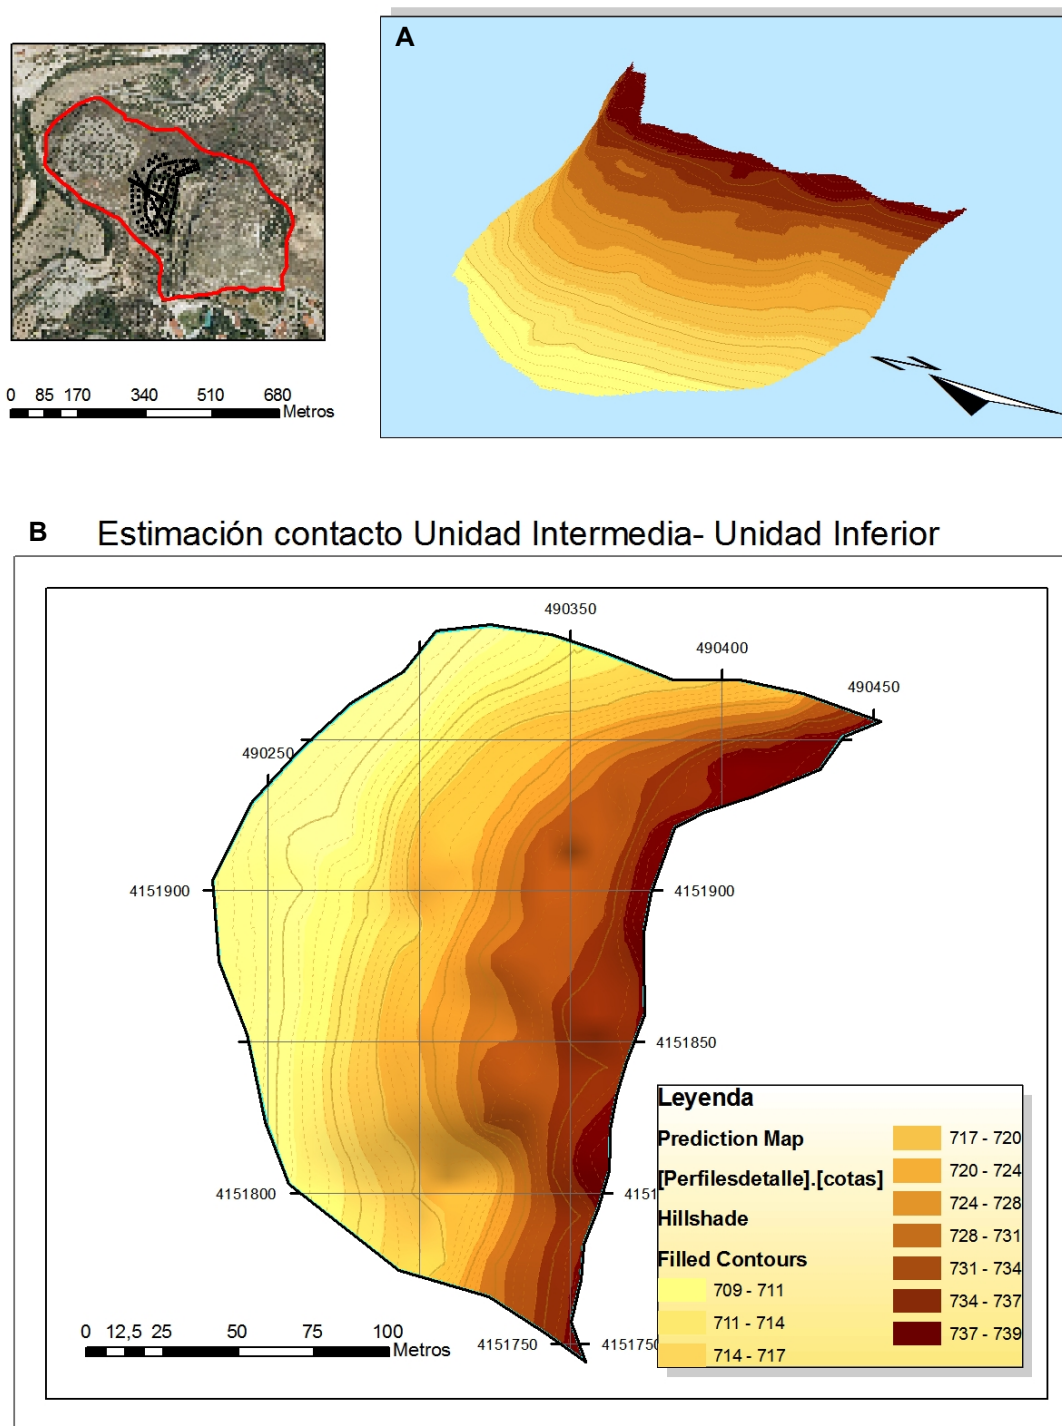 A
0 85 170 340 510 680
Metros
B Estimación contacto Unidad Intermedia- Unidad Inferior
490350
490400
490450
490250
4151900 4151900
4151850
4151800 4151
4151750 4151750
0 12,5 25 50 75 100
Metros
Leyenda
Prediction Map
[Perfilesdetalle].[cotas]
Hillshade
Filled Contours
709 - 711
711 - 714
714 - 717
717 - 720
720 - 724
724 - 728
728 - 731
731 - 734
734 - 737
737 - 739